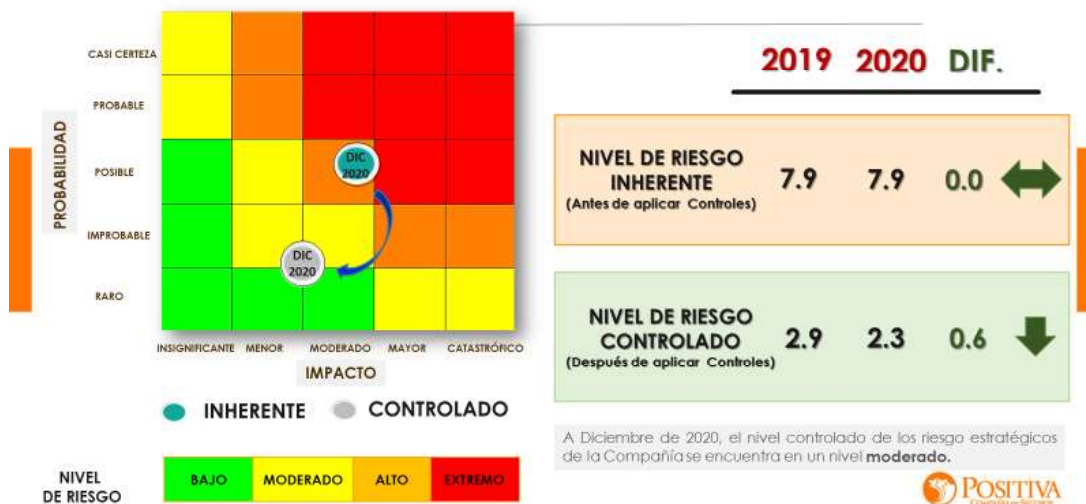 CASI CERTEZA
PROBABLE
POSIBLE
IMPROBABLE
RARO
PROBABILIDAD
DIC
2020
DIC
2020
INSIGNIFICANTE MENOR MODERADO MAYOR CATASTRÓFICO
IMPACTO
INHERENTE CONTROLADO
NIVEL
DE RIESGO
BAJO MODERADO ALTO EXTREMO
2019 2020 DIF.
NIVEL DE RIESGO
INHERENTE
(Antes de aplicar Controles)
7.9 7.9 0.0
NIVEL DE RIESGO
CONTROLADO
(Después de aplicar Controles)
2.9 2.3 0.6
A Diciembre de 2020, el nivel controlado de los riesgo estratégicos
de la Compañía se encuentra en un nivel moderado.
POSITIVA
COMPAÑÍA DE SEGUROS